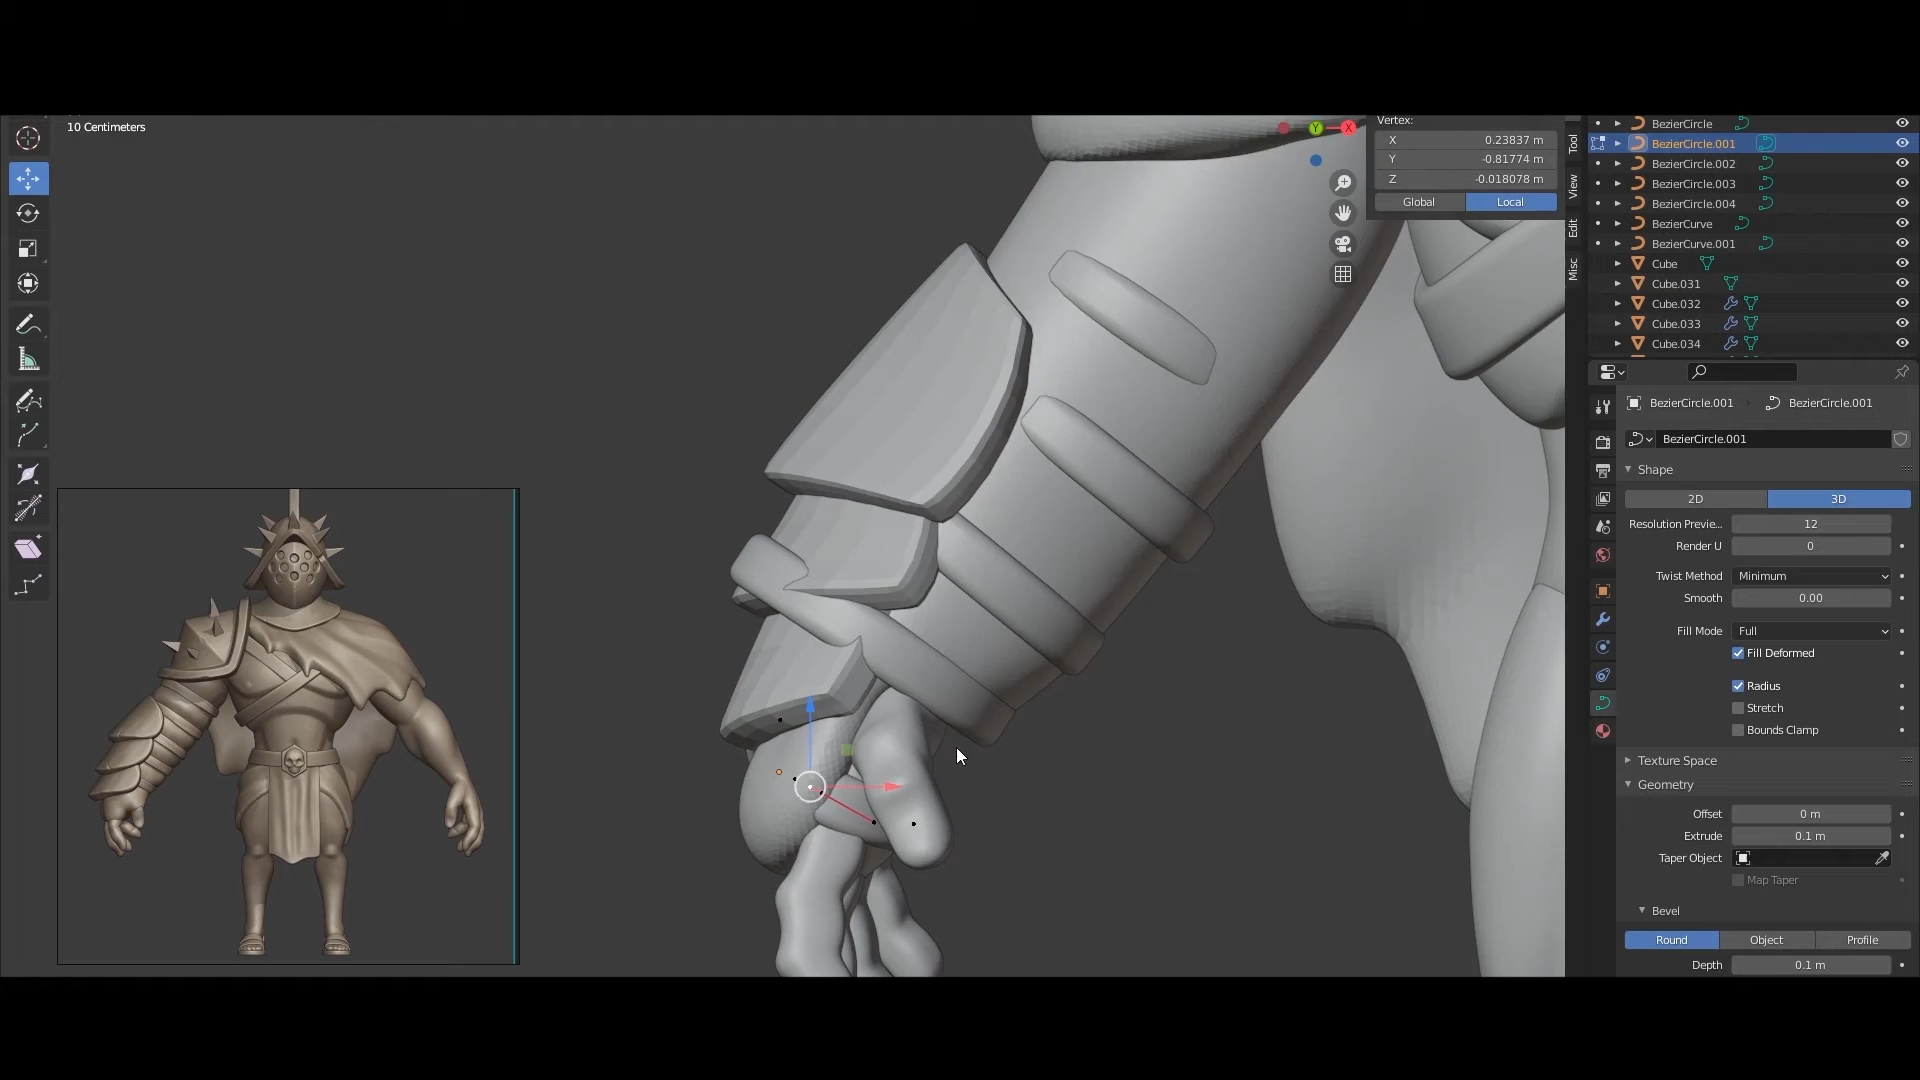 10 Centimeters
Vertex:
X 0.23837 m
Y -0.81774 m
Z -0.018078 m
Global Local
Y X
Tool
View
Edit
Misc
BezierCircle
BezierCircle.001
BezierCircle.002
BezierCircle.003
BezierCircle.004
BezierCurve
BezierCurve.001
Cube
Cube.031
Cube.032
Cube.033
Cube.034
BezierCircle.001 BezierCircle.001
BezierCircle.001
Shape
2D 3D
Resolution Previe... 12
Render U 0
Twist Method Minimum
Smooth 0.00
Fill Mode Full
Fill Deformed
Radius
Stretch
Bounds Clamp
Texture Space
Geometry
Offset 0 m
Extrude 0.1 m
Taper Object
Map Taper
Bevel
Round Object Profile
Depth 0.1 m